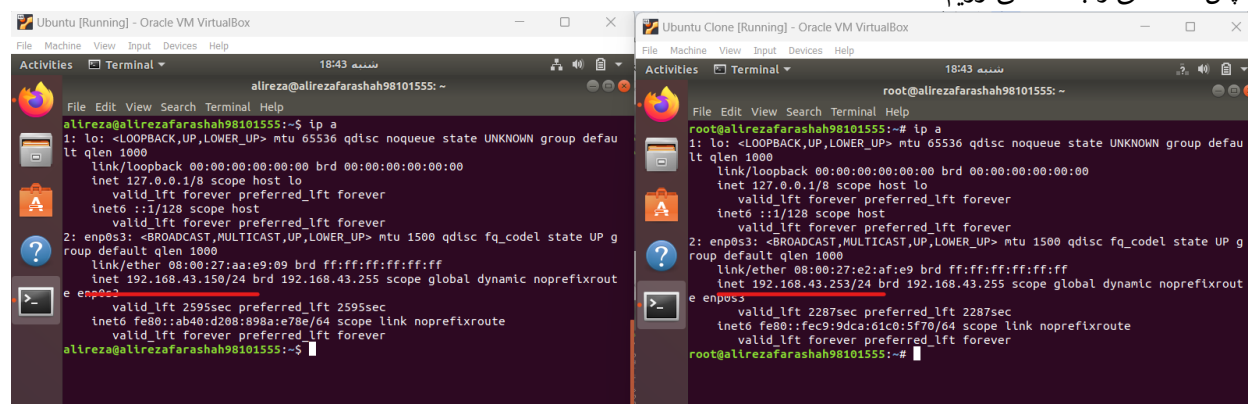 Ubuntu [Running] - Oracle VM VirtualBox
File Machine View Input Devices Help
Activities Terminal
شنبه 18:43
alireza@alirezafarashah98101555: ~
File Edit View Search Terminal Help
alireza@alirezafarashah98101555:~$ ip a
1: lo: <LOOPBACK,UP,LOWER_UP> mtu 65536 qdisc noqueue state UNKNOWN group defau
lt qlen 1000
link/loopback 00:00:00:00:00:00 brd 00:00:00:00:00:00
inet 127.0.0.1/8 scope host lo
valid_lft forever preferred_lft forever
inet6 ::1/128 scope host
valid_lft forever preferred_lft forever
2: enp0s3: <BROADCAST,MULTICAST,UP,LOWER_UP> mtu 1500 qdisc fq_codel state UP g
roup default qlen 1000
link/ether 08:00:27:aa:e9:09 brd ff:ff:ff:ff:ff:ff
inet 192.168.43.150/24 brd 192.168.43.255 scope global dynamic noprefixrout
e enp0s3
valid_lft 2595sec preferred_lft 2595sec
inet6 fe80::ab40:d208:898a:e78e/64 scope link noprefixroute
valid_lft forever preferred_lft forever
alireza@alirezafarashah98101555:~$
Ubuntu Clone [Running] - Oracle VM VirtualBox
File Machine View Input Devices Help
Activities Terminal
شنبه 18:43
root@alirezafarashah98101555: ~
File Edit View Search Terminal Help
root@alirezafarashah98101555:~# ip a
1: lo: <LOOPBACK,UP,LOWER_UP> mtu 65536 qdisc noqueue state UNKNOWN group defau
lt qlen 1000
link/loopback 00:00:00:00:00:00 brd 00:00:00:00:00:00
inet 127.0.0.1/8 scope host lo
valid_lft forever preferred_lft forever
inet6 ::1/128 scope host
valid_lft forever preferred_lft forever
2: enp0s3: <BROADCAST,MULTICAST,UP,LOWER_UP> mtu 1500 qdisc fq_codel state UP g
roup default qlen 1000
link/ether 08:00:27:e2:af:e9 brd ff:ff:ff:ff:ff:ff
inet 192.168.43.253/24 brd 192.168.43.255 scope global dynamic noprefixrout
e enp0s3
valid_lft 2287sec preferred_lft 2287sec
inet6 fe80::fec9:9dca:61c0:5f70/64 scope link noprefixroute
valid_lft forever preferred_lft forever
root@alirezafarashah98101555:~#